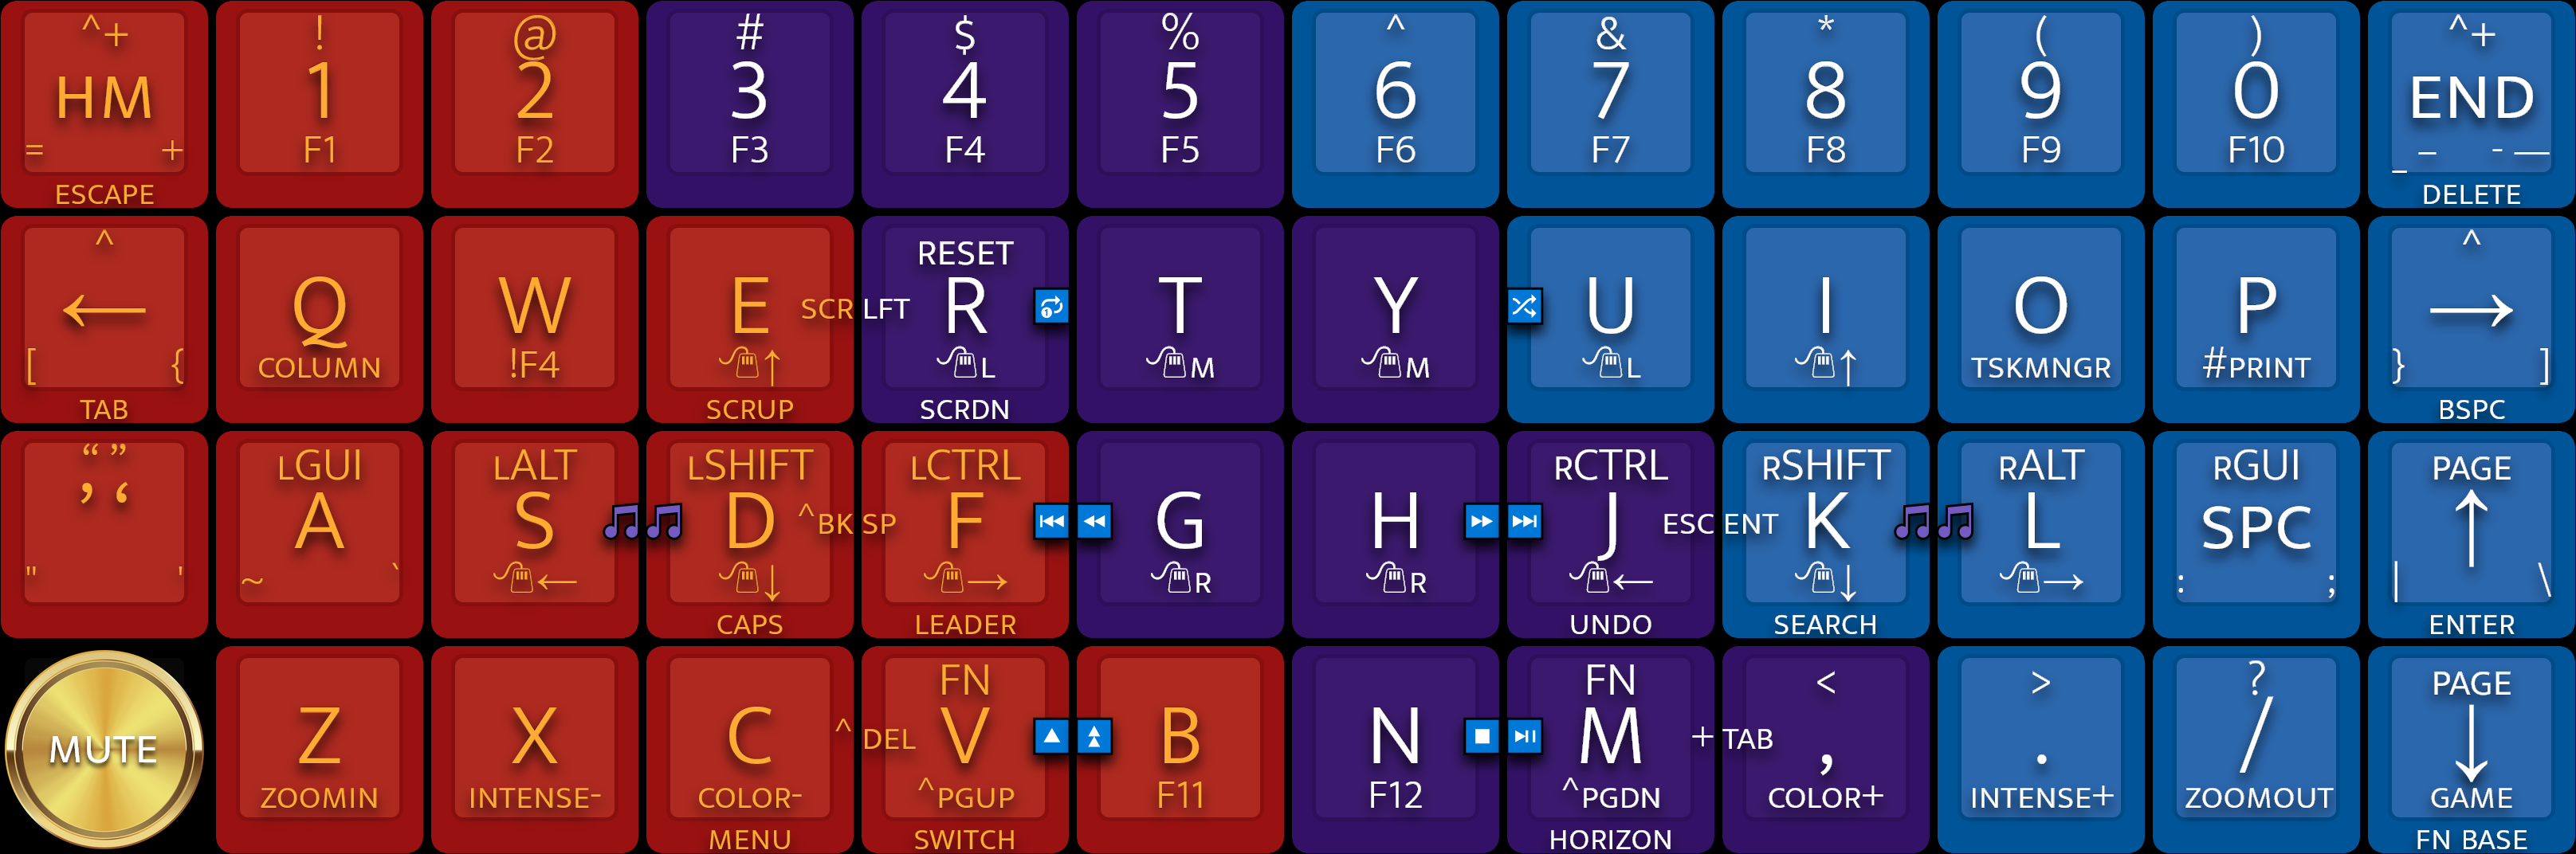 ^+ ! @ # $ % ^ & * ( ) ^+
HM 1 2 3 4 5 6 7 8 9 0 END
= + F1 F2 F3 F4 F5 F6 F7 F8 F9 F10 _ – - —
ESCAPE DELETE
^ RESET ^
← Q W E SCR LFT R T Y U I O P →
[ { COLUMN !F4 ↑ L M M L ↑ TSKMNGR #PRINT } ]
TAB SCRUP SCRDN BSPC
“ ” LGUI LALT LSHIFT LCTRL RCTRL RSHIFT RALT RGUI PAGE
’ ‘ A S D ^BK SP F G H J ESC ENT K L SPC ↑
" ' ~ ` ← ↓ → R R ← ↓ → : ; | \
CAPS LEADER UNDO SEARCH ENTER
FN FN < > ? PAGE
MUTE Z X C ^ DEL V B N M + TAB , . / ↓
ZOOMIN INTENSE- COLOR- ^PGUP F11 F12 ^PGDN COLOR+ INTENSE+ ZOOMOUT GAME
MENU SWITCH HORIZON FN BASE